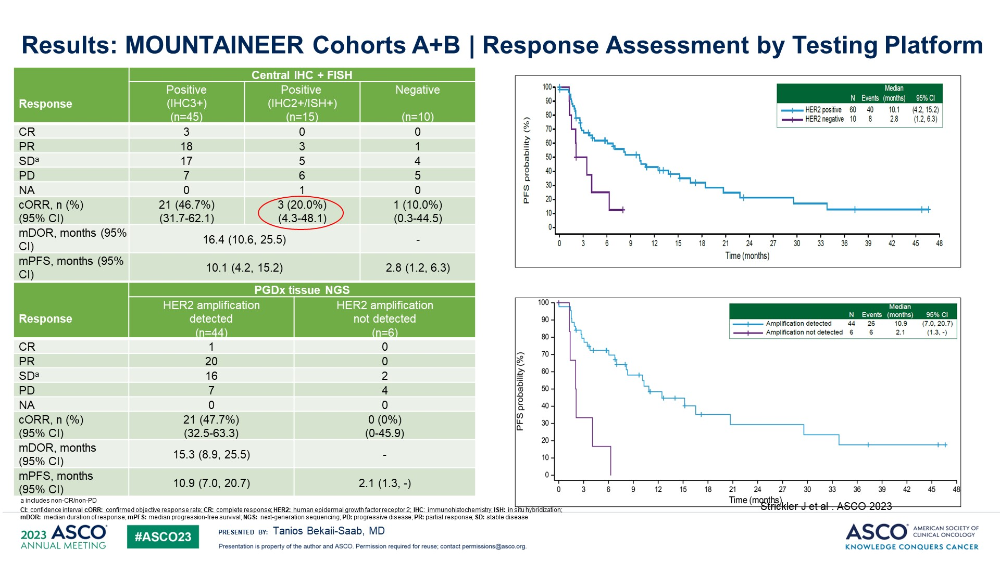 Results: MOUNTAINEER Cohorts A+B | Response Assessment by Testing Platform
Response
Central IHC + FISH
Positive (IHC3+) (n=45)
Positive (IHC2+/ISH+) (n=15)
Negative (n=10)
CR 3 0 0
PR 18 3 1
SDᵃ 17 5 4
PD 7 6 5
NA 0 1 0
cORR, n (%) 21 (46.7%) 3 (20.0%) 1 (10.0%)
(95% CI) (31.7-62.1) (4.3-48.1) (0.3-44.5)
mDOR, months (95% CI) 16.4 (10.6, 25.5) -
mPFS, months (95% CI) 10.1 (4.2, 15.2) 2.8 (1.2, 6.3)
Response
PGDx tissue NGS
HER2 amplification detected (n=44)
HER2 amplification not detected (n=6)
CR 1 0
PR 20 0
SDᵃ 16 2
PD 7 4
NA 0 0
cORR, n (%) 21 (47.7%) 0 (0%)
(95% CI) (32.5-63.3) (0-45.9)
mDOR, months (95% CI) 15.3 (8.9, 25.5) -
mPFS, months (95% CI) 10.9 (7.0, 20.7) 2.1 (1.3, -)
PFS probability (%)
100
90
80
70
60
50
40
30
20
10
0
0 3 6 9 12 15 18 21 24 27 30 33 36 39 42 45 48
Time (months)
N Events Median (months) 95% CI
HER2 positive 60 40 10.1 (4.2, 15.2)
HER2 negative 10 8 2.8 (1.2, 6.3)
PFS probability (%)
100
90
80
70
60
50
40
30
20
10
0
0 3 6 9 12 15 18 21 24 27 30 33 36 39 42 45 48
Time (months)
N Events Median (months) 95% CI
Amplification detected 44 26 10.9 (7.0, 20.7)
Amplification not detected 6 6 2.1 (1.3, -)
Strickler J et al . ASCO 2023
a includes non-CR/non-PD
CI: confidence interval cORR: confirmed objective response rate; CR: complete response; HER2: human epidermal growth factor receptor 2; IHC: immunohistochemistry; ISH: in situ hybridization;
mDOR: median duration of response; mPFS: median progression-free survival; NGS: next-generation sequencing; PD: progressive disease; PR: partial response; SD: stable disease
2023 ASCO
ANNUAL MEETING
#ASCO23
PRESENTED BY: Tanios Bekaii-Saab, MD
Presentation is property of the author and ASCO. Permission required for reuse; contact permissions@asco.org.
ASCO AMERICAN SOCIETY OF CLINICAL ONCOLOGY
KNOWLEDGE CONQUERS CANCER